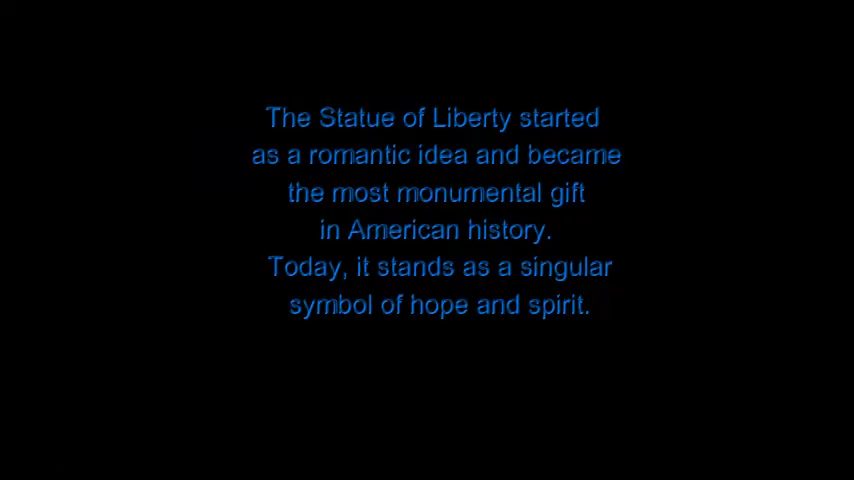 The Statue of Liberty started
as a romantic idea and became
the most monumental gift
in American history.
Today, it stands as a singular
symbol of hope and spirit.